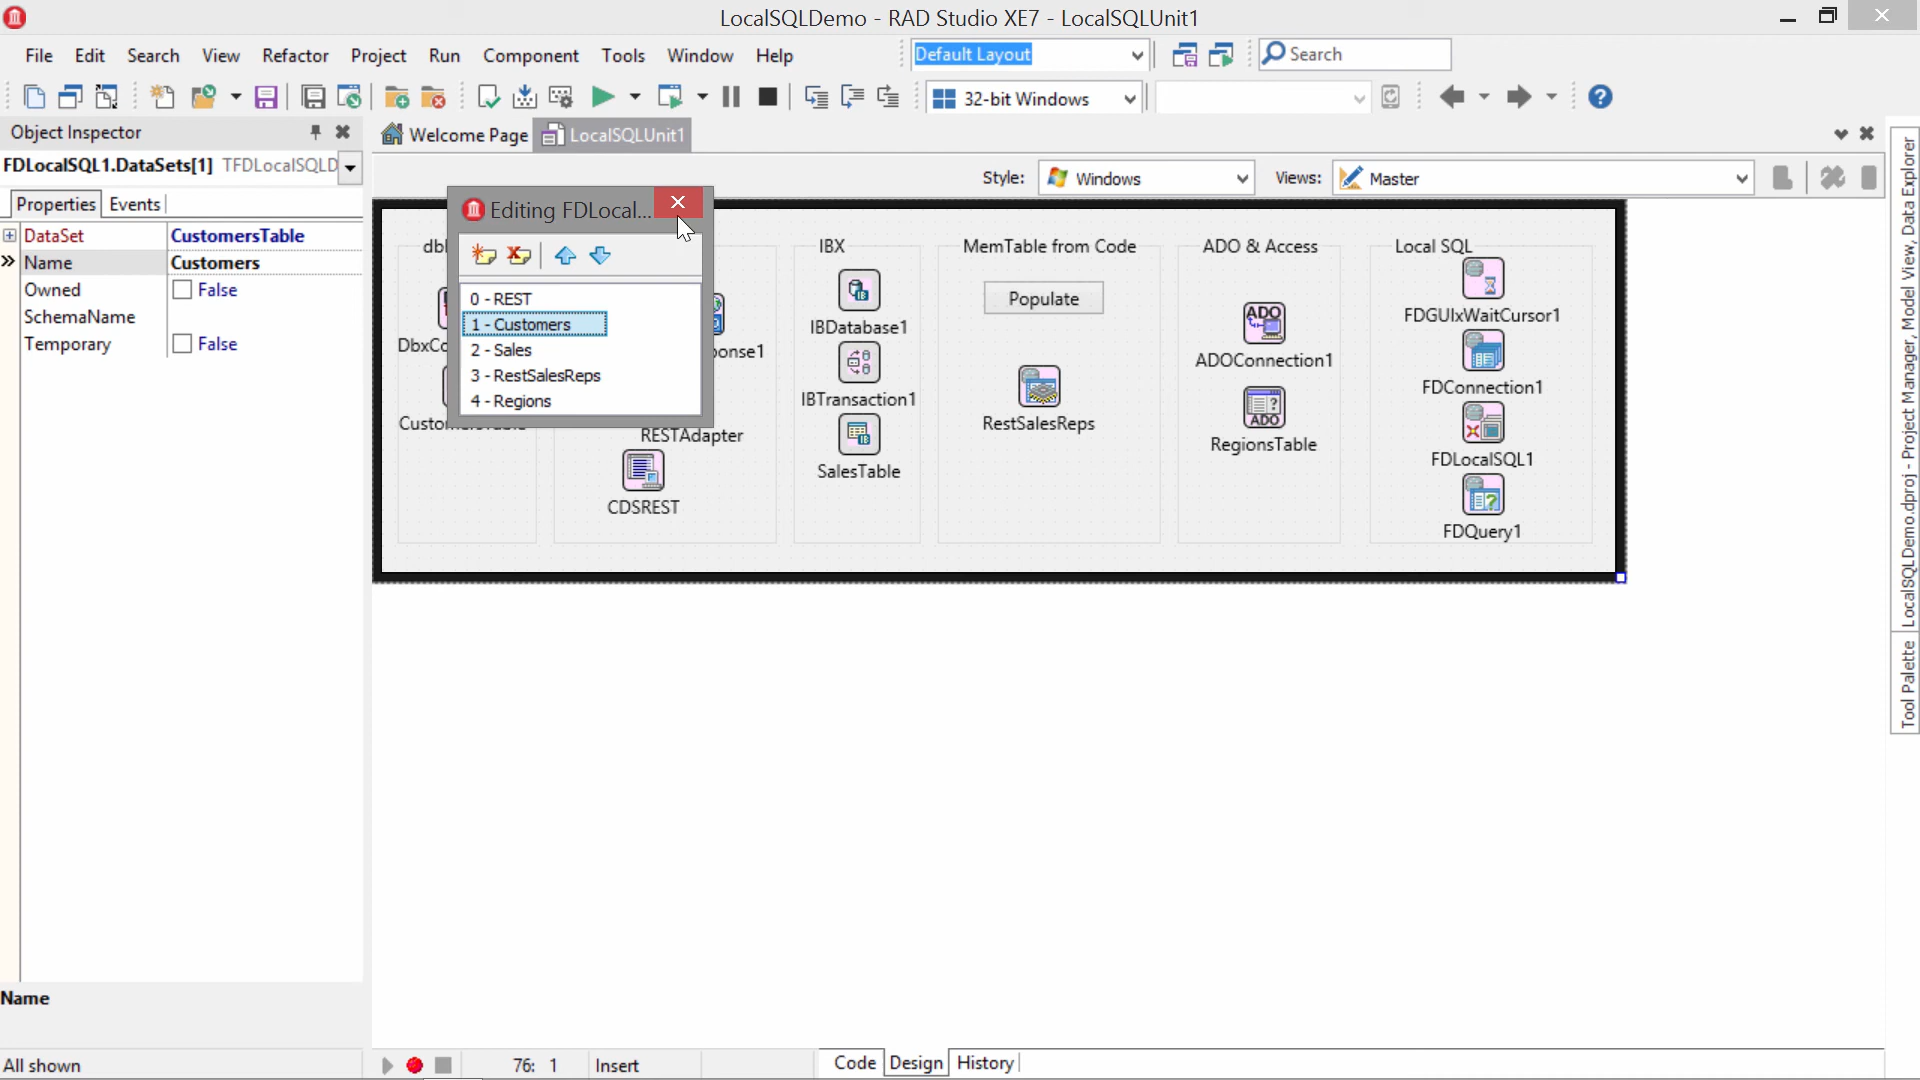 LocalSQLDemo - RAD Studio XE7 - LocalSQLUnit1
File Edit Search View Refactor Project Run Component Tools Window Help
Default Layout
Search
32-bit Windows
Object Inspector
Welcome Page
LocalSQLUnit1
FDLocalSQL1.DataSets[1] TFDLocalSQLD
Style:
Windows
Views:
Master
Properties
Events
DataSet CustomersTable
Name Customers
Owned False
SchemaName
Temporary False
Editing FDLocal...
0 - REST
1 - Customers
2 - Sales
3 - RestSalesReps
4 - Regions
RESTAdapter
CDSREST
IBX
IBDatabase1
IBTransaction1
SalesTable
MemTable from Code
Populate
RestSalesReps
ADO & Access
ADO
ADOConnection1
ADO
RegionsTable
Local SQL
FDGUIxWaitCursor1
FDConnection1
FDLocalSQL1
FDQuery1
LocalSQLDemo.dproj - Project Manager, Model View, Data Explorer
Tool Palette
Name
All shown
76: 1
Insert
Code
Design
History